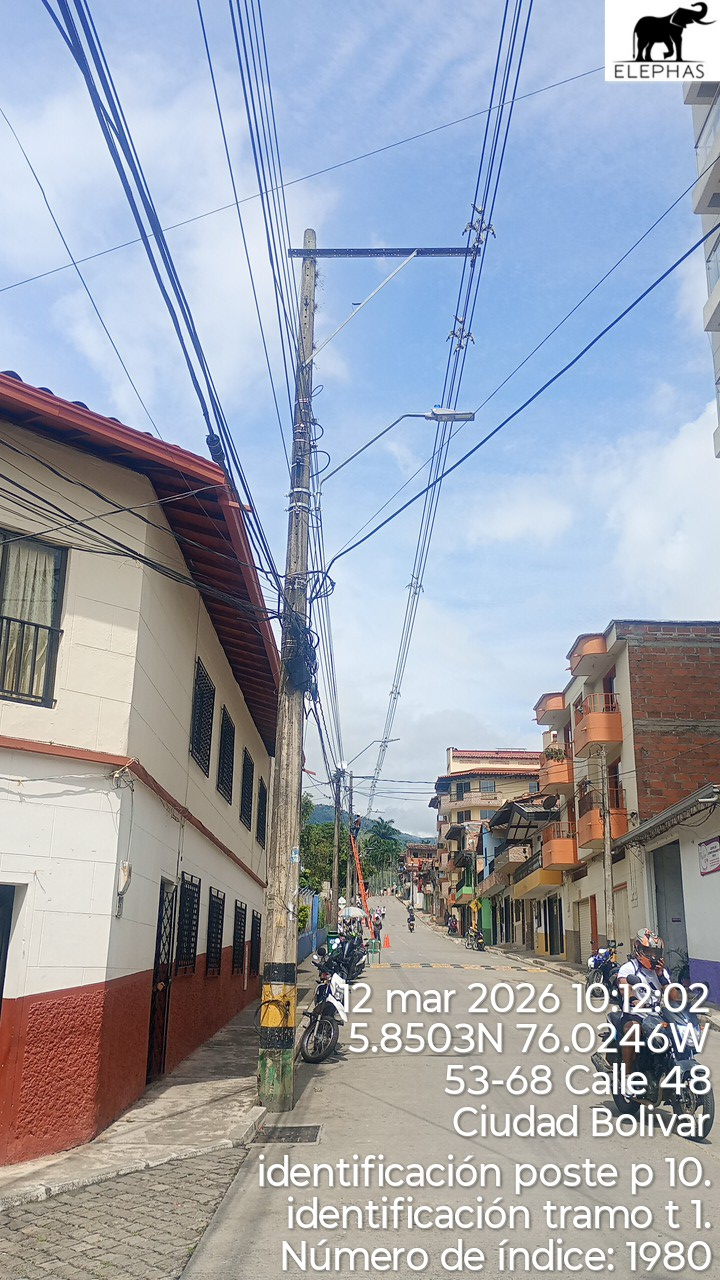 ELEPHAS
12 mar 2026 10:12:02
5.8503N 76.0246W
53-68 Calle 48
Ciudad Bolivar
identificación poste p 10.
identificación tramo t 1.
Número de índice: 1980